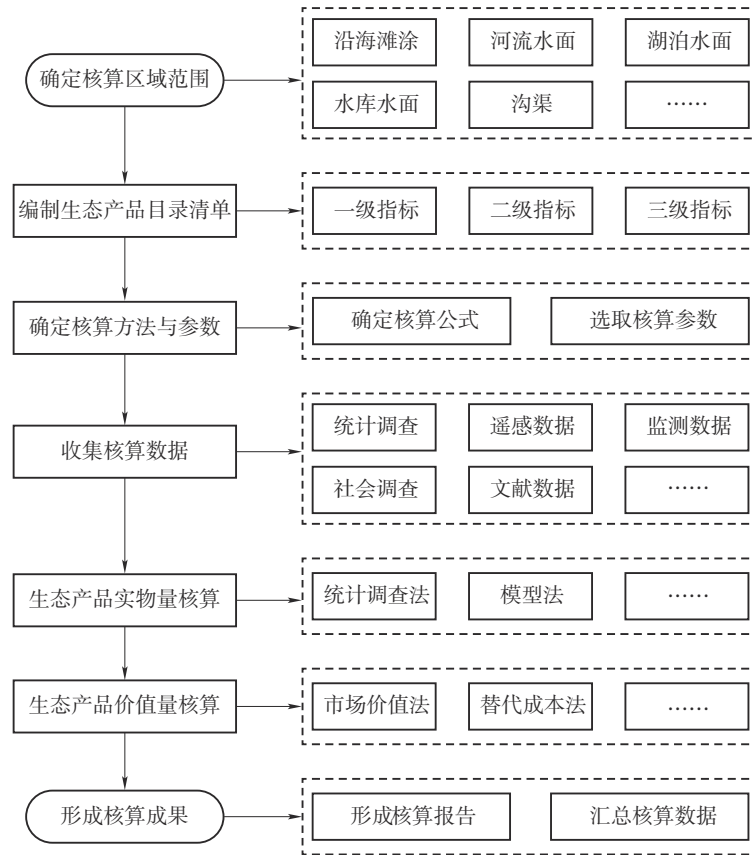 确定核算区域范围
沿海滩涂
河流水面
湖泊水面
水库水面
沟渠
……
编制生态产品目录清单
一级指标
二级指标
三级指标
确定核算方法与参数
确定核算公式
选取核算参数
收集核算数据
统计调查
遥感数据
监测数据
社会调查
文献数据
……
生态产品实物量核算
统计调查法
模型法
……
生态产品价值量核算
市场价值法
替代成本法
……
形成核算成果
形成核算报告
汇总核算数据